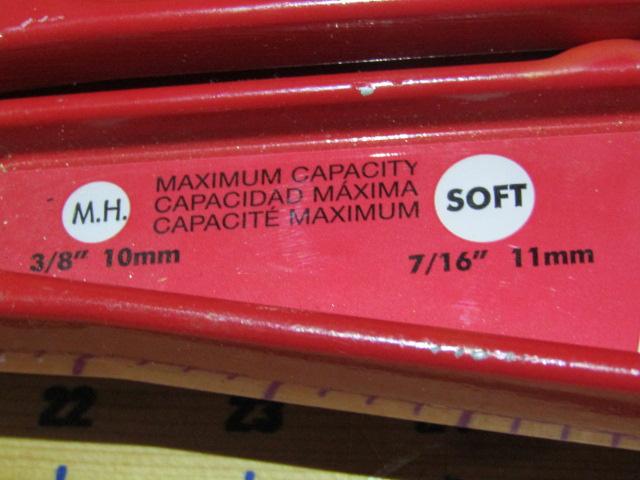 MAXIMUM CAPACITY
CAPACIDAD MÁXIMA
CAPACITÉ MAXIMUM
M.H.
3/8" 10mm
SOFT
7/16" 11mm
22
23